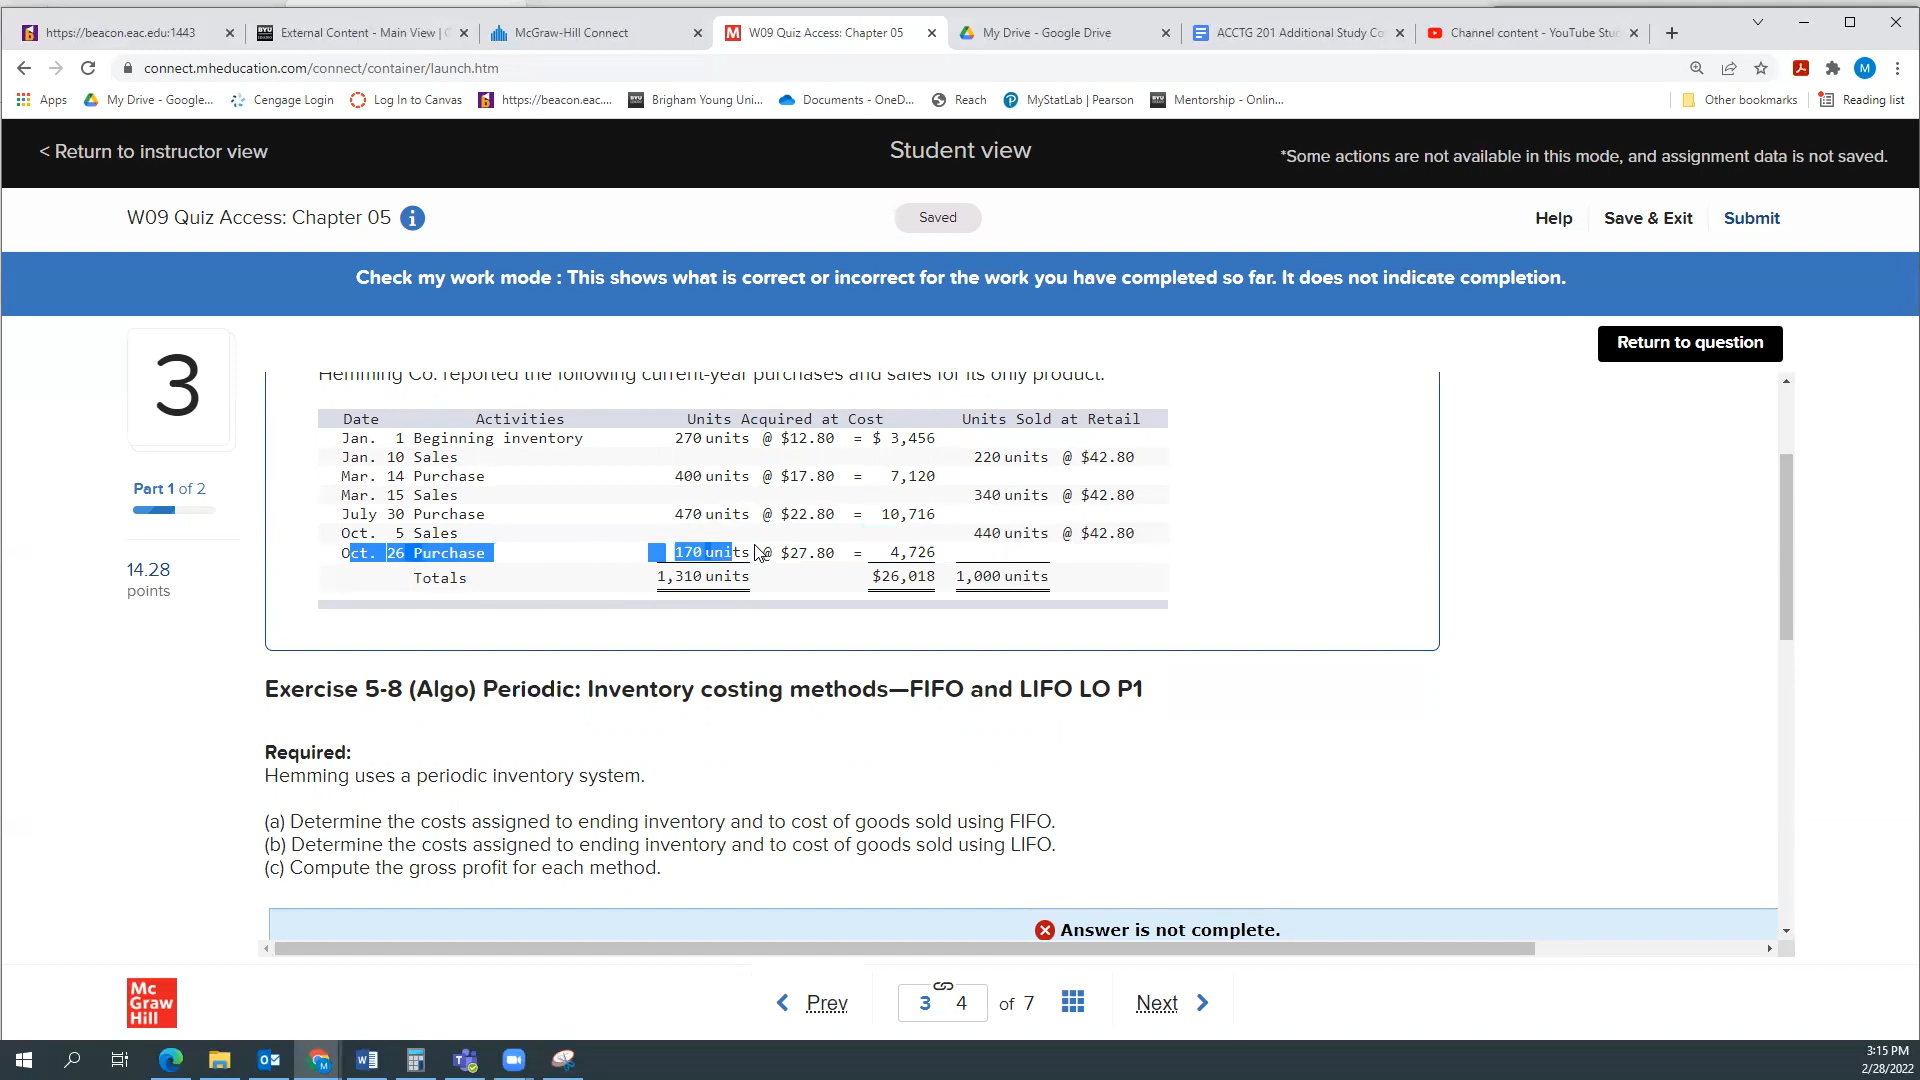 https://beacon.eac.edu:1443
External Content - Main View | C
McGraw-Hill Connect
W09 Quiz Access: Chapter 05
My Drive - Google Drive
ACCTG 201 Additional Study Co
Channel content - YouTube Stu
connect.mheducation.com/connect/container/launch.htm
M
Apps
My Drive - Google...
Cengage Login
Log In to Canvas
https://beacon.eac....
Brigham Young Uni...
Documents - OneD...
Reach
MyStatLab | Pearson
Mentorship - Onlin...
Other bookmarks
Reading list
< Return to instructor view
Student view
*Some actions are not available in this mode, and assignment data is not saved.
W09 Quiz Access: Chapter 05
Saved
Help
Save & Exit
Submit
Check my work mode : This shows what is correct or incorrect for the work you have completed so far. It does not indicate completion.
3
Return to question
Part 1 of 2
14.28
points
Hemming Co. reported the following current-year purchases and sales for its only product.
Date Activities Units Acquired at Cost Units Sold at Retail
Jan. 1 Beginning inventory 270 units @ $12.80 = $ 3,456
Jan. 10 Sales 220 units @ $42.80
Mar. 14 Purchase 400 units @ $17.80 = 7,120
Mar. 15 Sales 340 units @ $42.80
July 30 Purchase 470 units @ $22.80 = 10,716
Oct. 5 Sales 440 units @ $42.80
Oct. 26 Purchase 170 units @ $27.80 = 4,726
Totals 1,310 units $26,018 1,000 units
Exercise 5-8 (Algo) Periodic: Inventory costing methods—FIFO and LIFO LO P1
Required:
Hemming uses a periodic inventory system.
(a) Determine the costs assigned to ending inventory and to cost of goods sold using FIFO.
(b) Determine the costs assigned to ending inventory and to cost of goods sold using LIFO.
(c) Compute the gross profit for each method.
Answer is not complete.
Mc
Graw
Hill
Prev
3 4 of 7
Next
3:15 PM
2/28/2022